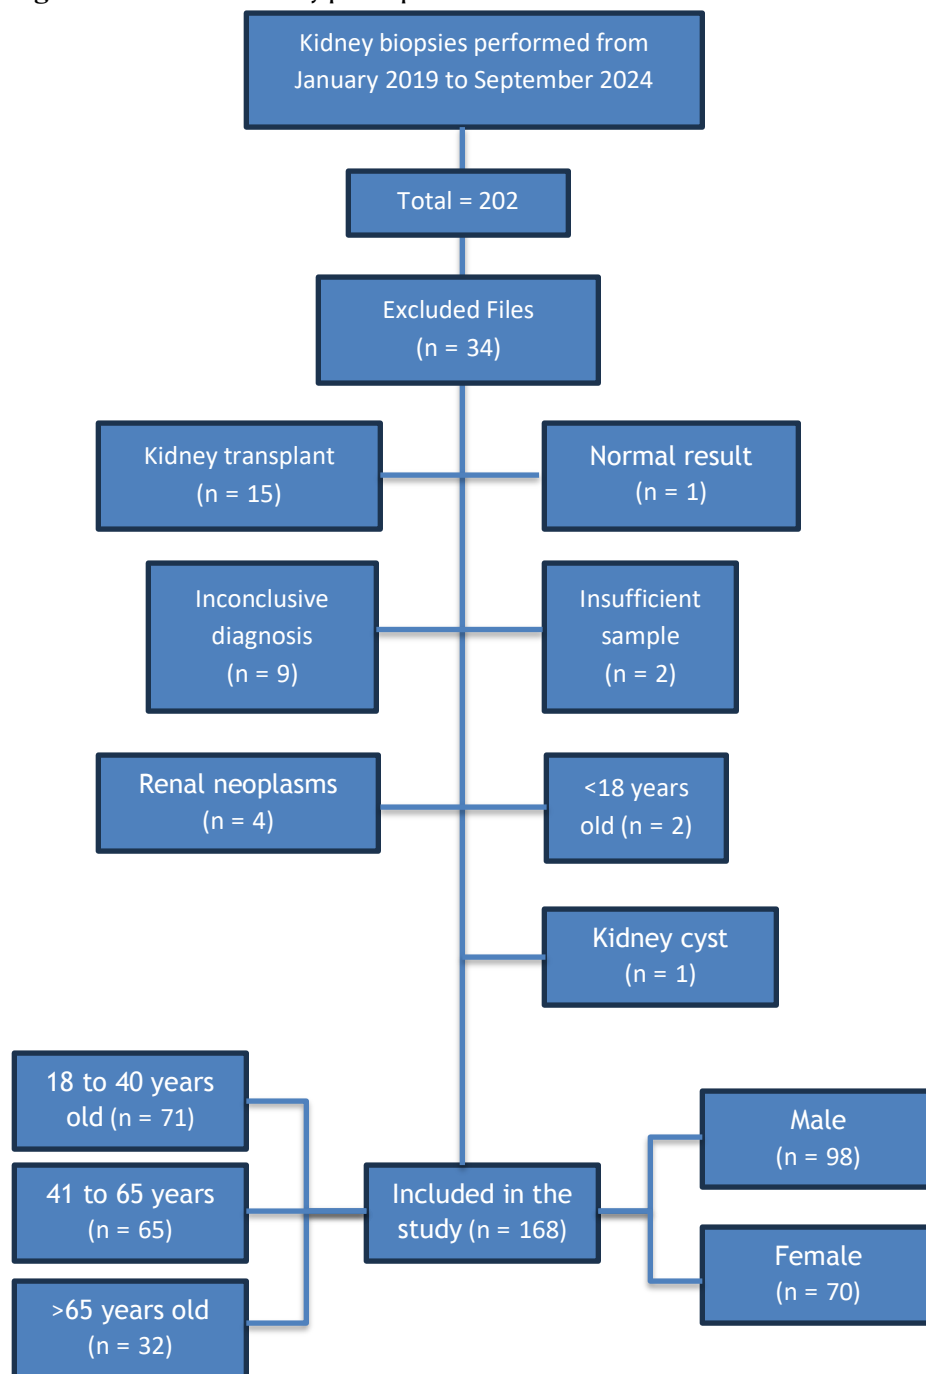 Kidney biopsies performed from
January 2019 to September 2024
Total = 202
Excluded Files
(n = 34)
Kidney transplant
(n = 15)
Normal result
(n = 1)
Inconclusive
diagnosis
(n = 9)
Insufficient
sample
(n = 2)
Renal neoplasms
(n = 4)
<18 years
old (n = 2)
Kidney cyst
(n = 1)
18 to 40 years
old (n = 71)
41 to 65 years
(n = 65)
>65 years old
(n = 32)
Included in the
study (n = 168)
Male
(n = 98)
Female
(n = 70)